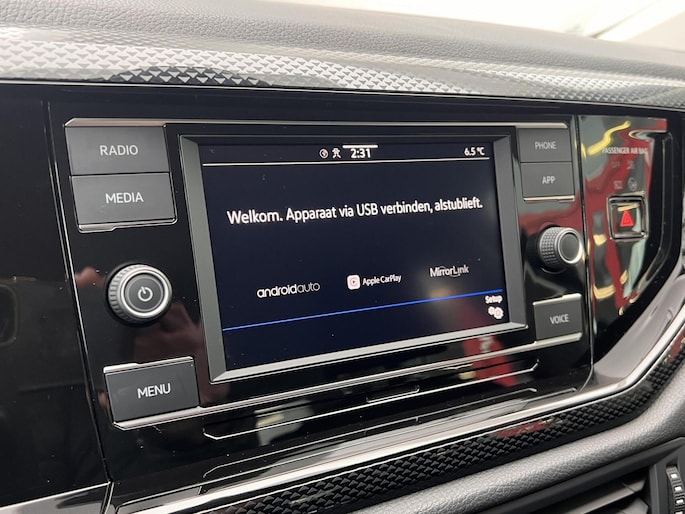 RADIO
MEDIA
MENU
2:31
6.5 °C
Welkom. Apparaat via USB verbinden, alstublieft.
androidauto
Apple CarPlay
MirrorLink
Setup
PHONE
APP
VOICE
PASSENGER AIR BAG